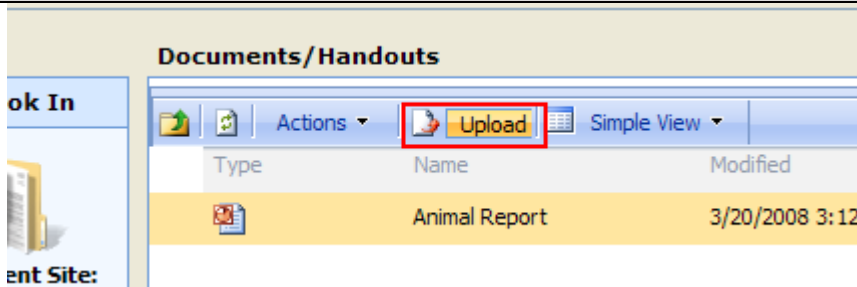 Documents/Handouts
ok In
Actions Upload Simple View
Type Name Modified
Animal Report 3/20/2008 3:12
ent Site: